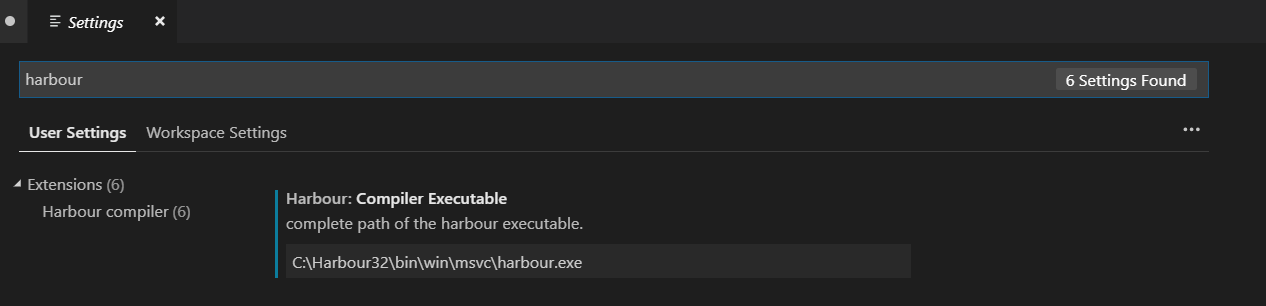 Settings
harbour
6 Settings Found
User Settings
Workspace Settings
Extensions (6)
Harbour compiler (6)
Harbour: Compiler Executable
complete path of the harbour executable.
C:\Harbour32\bin\win\msvc\harbour.exe